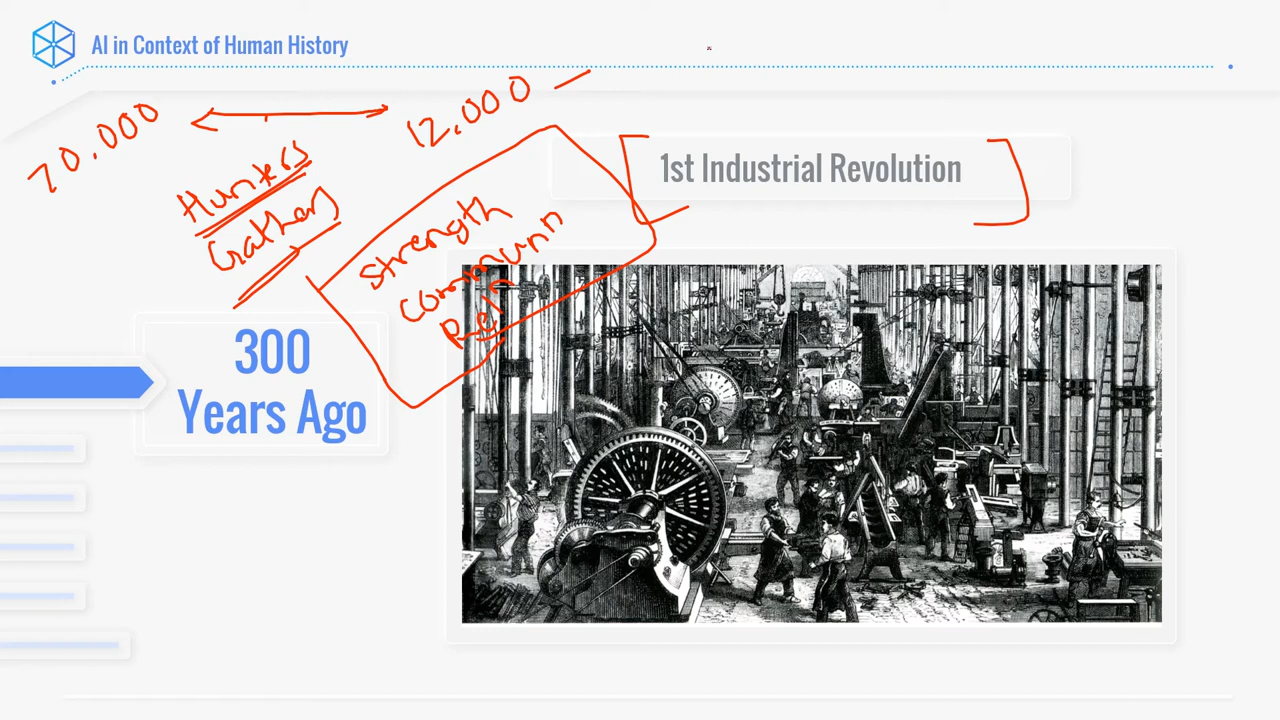 AI in Context of Human History
70.000
12.000
Hunters
Gathers
Strength
1st Industrial Revolution
300
Years Ago